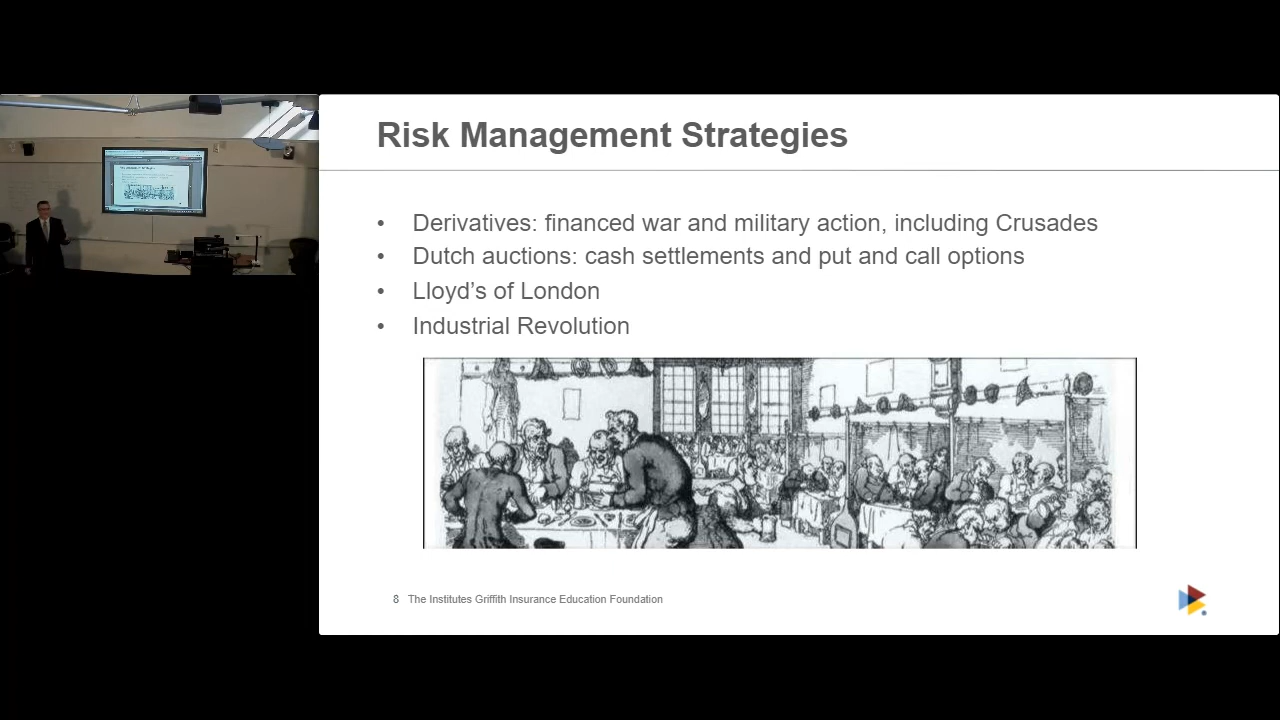 Risk Management Strategies
• Derivatives: financed war and military action, including Crusades
• Dutch auctions: cash settlements and put and call options
• Lloyd’s of London
• Industrial Revolution
8 The Institutes Griffith Insurance Education Foundation